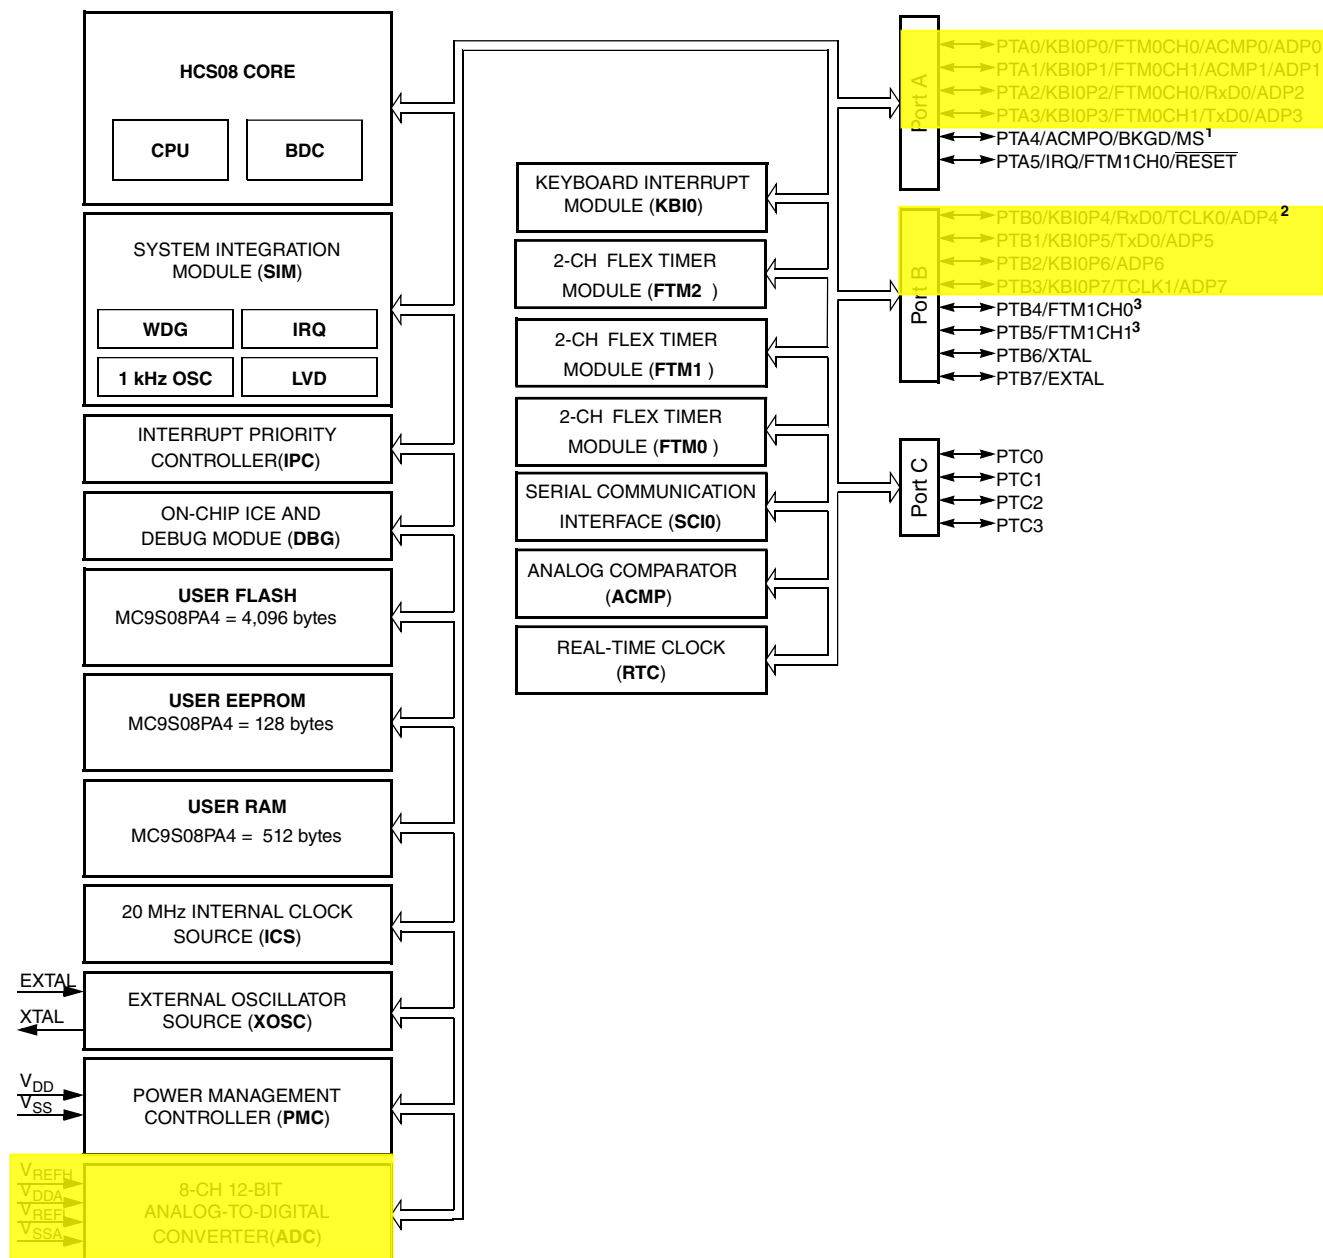 HCS08 CORE
CPU
BDC
SYSTEM INTEGRATION
MODULE (SIM)
WDG
IRQ
1 kHz OSC
LVD
INTERRUPT PRIORITY
CONTROLLER(IPC)
ON-CHIP ICE AND
DEBUG MODUE (DBG)
USER FLASH
MC9S08PA4 = 4,096 bytes
USER EEPROM
MC9S08PA4 = 128 bytes
USER RAM
MC9S08PA4 = 512 bytes
20 MHz INTERNAL CLOCK
SOURCE (ICS)
EXTAL
XTAL
EXTERNAL OSCILLATOR
SOURCE (XOSC)
VDD
VSS
POWER MANAGEMENT
CONTROLLER (PMC)
VREFH
VDDA
VREFL
VSSA
8-CH 12-BIT
ANALOG-TO-DIGITAL
CONVERTER(ADC)
KEYBOARD INTERRUPT
MODULE (KBI0)
2-CH FLEX TIMER
MODULE (FTM2 )
2-CH FLEX TIMER
MODULE (FTM1 )
2-CH FLEX TIMER
MODULE (FTM0 )
SERIAL COMMUNICATION
INTERFACE (SCI0)
ANALOG COMPARATOR
(ACMP)
REAL-TIME CLOCK
(RTC)
Port A
PTA0/KBI0P0/FTM0CH0/ACMP0/ADP0
PTA1/KBI0P1/FTM0CH1/ACMP1/ADP1
PTA2/KBI0P2/FTM0CH0/RxD0/ADP2
PTA3/KBI0P3/FTM0CH1/TxD0/ADP3
PTA4/ACMPO/BKGD/MS1
PTA5/IRQ/FTM1CH0/RESET
Port B
PTB0/KBI0P4/RxD0/TCLK0/ADP42
PTB1/KBI0P5/TxD0/ADP5
PTB2/KBI0P6/ADP6
PTB3/KBI0P7/TCLK1/ADP7
PTB4/FTM1CH03
PTB5/FTM1CH13
PTB6/XTAL
PTB7/EXTAL
Port C
PTC0
PTC1
PTC2
PTC3